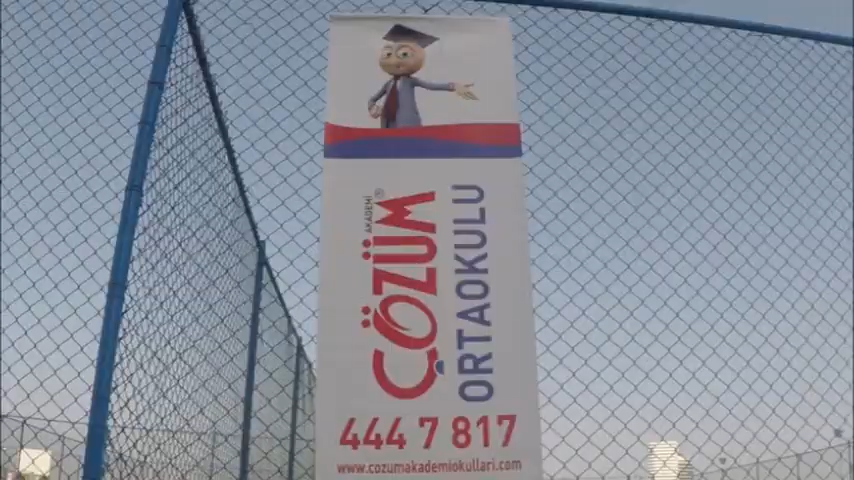 AKADEMİ ®
ÇÖZÜM
ORTAOKULU
444 7 817
www.cozumakademiokullari.com